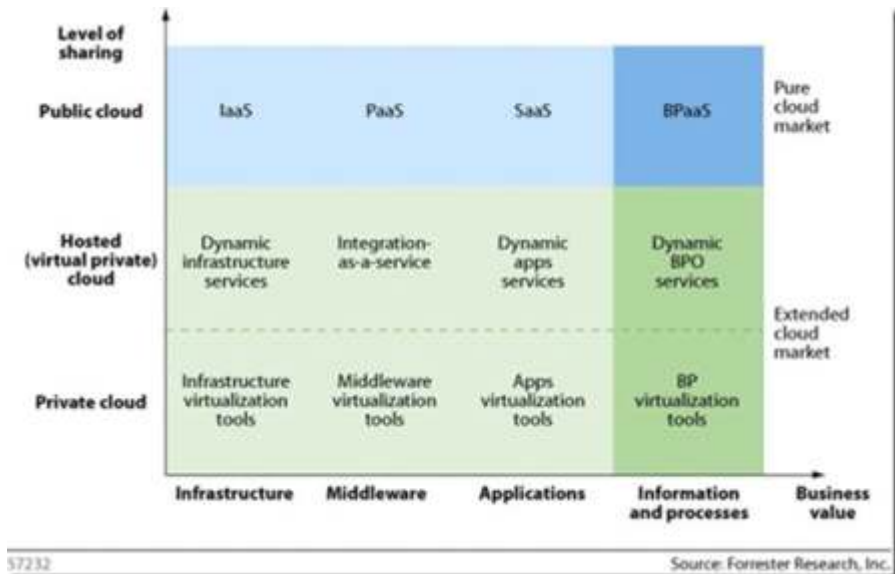 Level of
sharing
Public cloud
IaaS
PaaS
SaaS
BPaaS
Pure
cloud
market
Hosted
(virtual private)
cloud
Dynamic
infrastructure
services
Integration-
as-a-service
Dynamic
apps
services
Dynamic
BPO
services
Extended
cloud
market
Private cloud
Infrastructure
virtualization
tools
Middleware
virtualization
tools
Apps
virtualization
tools
BP
virtualization
tools
Infrastructure
Middleware
Applications
Information
and processes
Business
value
57232
Source: Forrester Research, Inc.